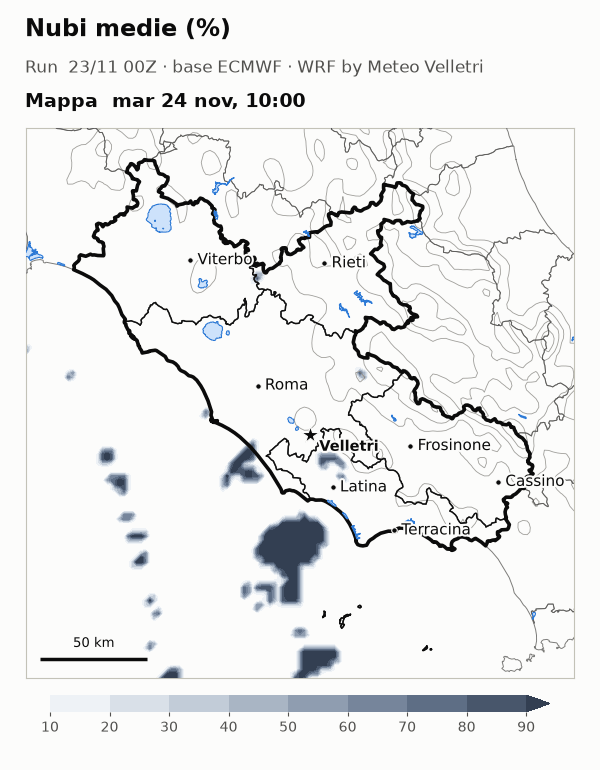 Nubi medie (%)
Run  23/11 00Z · base ECMWF · WRF by Meteo Velletri
Mappa  mar 24 nov, 10:00
Viterbo
Rieti
Roma
Velletri
Frosinone
Cassino
Latina
Terracina
50 km
10 20 30 40 50 60 70 80 90